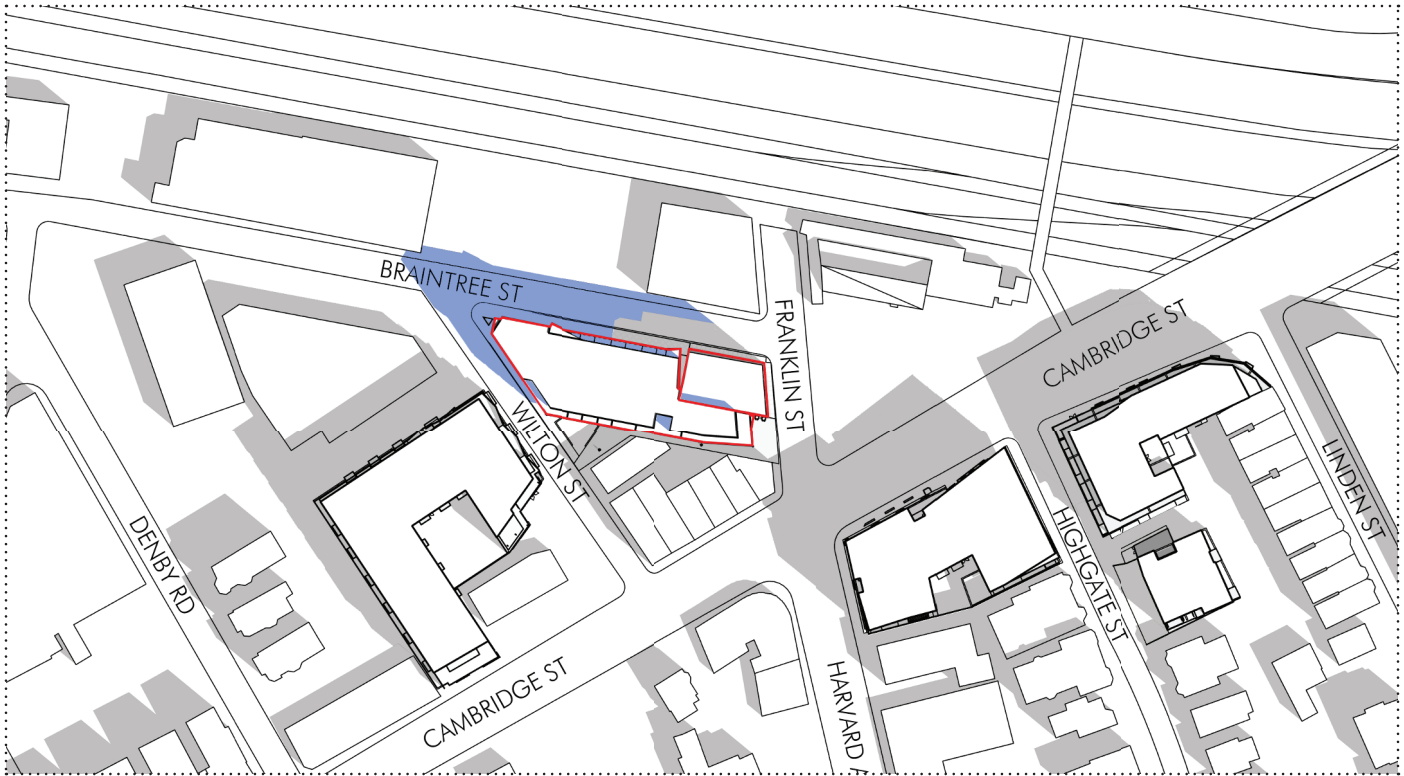 BRAINTREE ST
FRANKLIN ST
CAMBRIDGE ST
WILTON ST
LINDEN ST
DENBY RD
HIGHGATE ST
CAMBRIDGE ST
HARVARD A